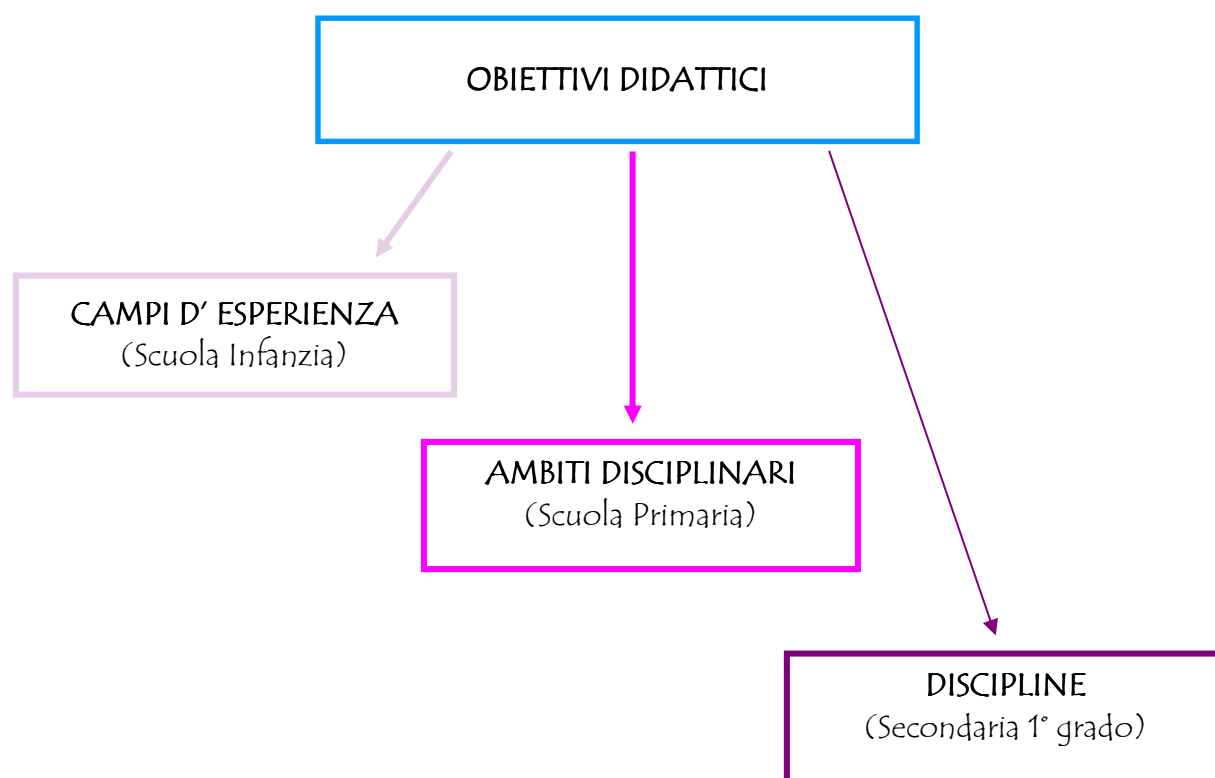 OBIETTIVI DIDATTICI
CAMPI D' ESPERIENZA
(Scuola Infanzia)
AMBITI DISCIPLINARI
(Scuola Primaria)
DISCIPLINE
(Secondaria 1° grado)